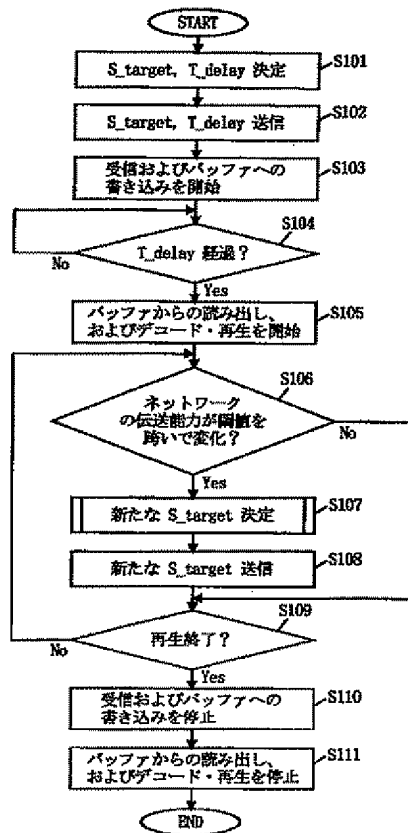 START
S_target, T_delay 決定
S101
S_target, T_delay 送信
S102
受信およびバッファへの
書き込みを開始
S103
S104
T_delay 経過？
No
Yes
バッファからの読み出し、
およびデコード・再生を開始
S105
S106
ネットワーク
の伝送能力が閾値を
跨いで変化？
No
Yes
新たな S_target 決定
S107
新たな S_target 送信
S108
S109
再生終了？
No
Yes
受信およびバッファへの
書き込みを停止
S110
バッファからの読み出し、
およびデコード・再生を停止
S111
END